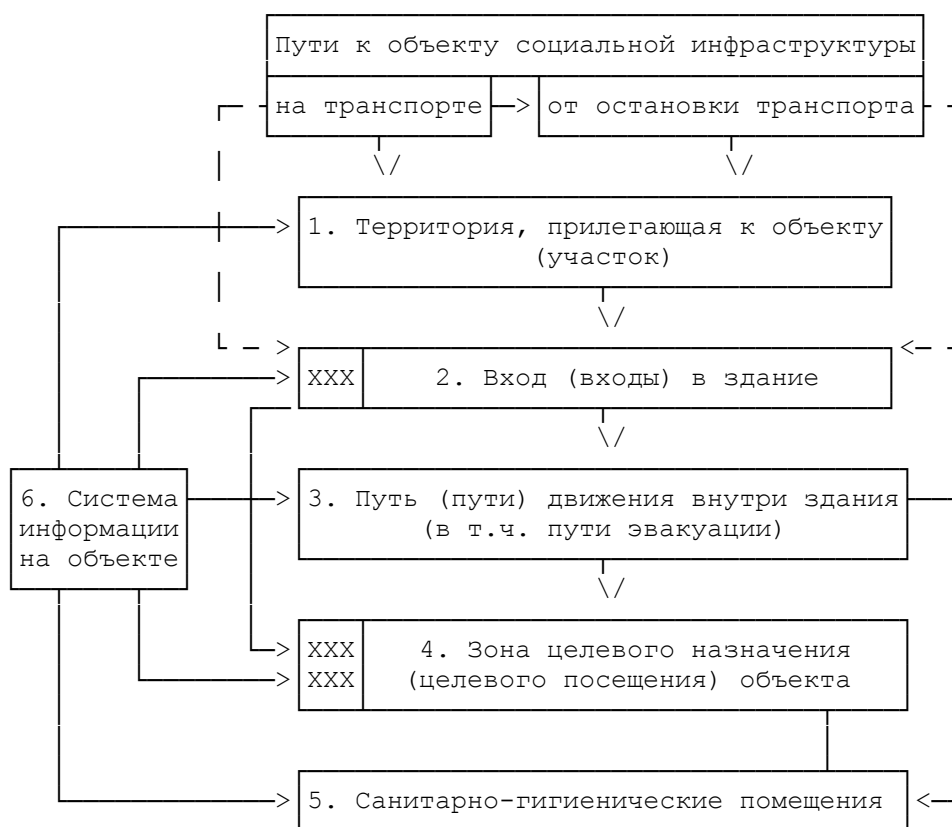 Пути к объекту социальной инфраструктуры
на транспорте
от остановки транспорта
1. Территория, прилегающая к объекту
(участок)
XXX
2. Вход (входы) в здание
6. Система
информации
на объекте
3. Путь (пути) движения внутри здания
(в т.ч. пути эвакуации)
XXX
XXX
4. Зона целевого назначения
(целевого посещения) объекта
5. Санитарно-гигиенические помещения